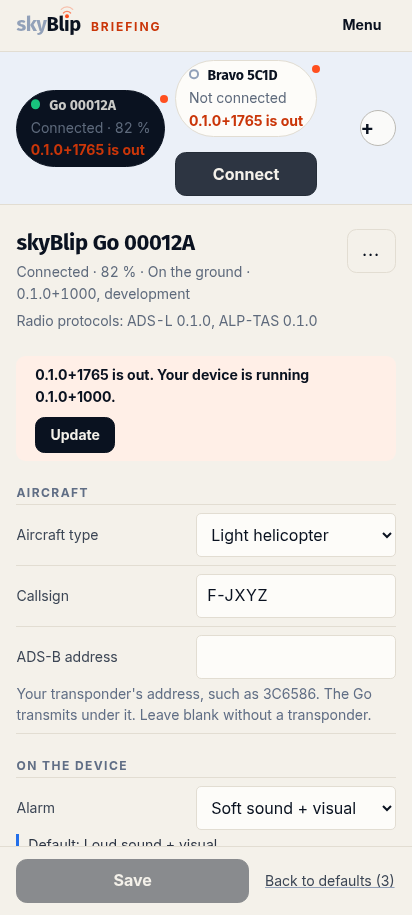 skyBlip BRIEFING
Menu
Go 00012A
Connected · 82 %
0.1.0+1765 is out
Bravo 5C1D
Not connected
0.1.0+1765 is out
Connect
+
skyBlip Go 00012A
...
Connected · 82 % · On the ground ·
0.1.0+1000, development
Radio protocols: ADS-L 0.1.0, ALP-TAS 0.1.0
0.1.0+1765 is out. Your device is running
0.1.0+1000.
Update
AIRCRAFT
Aircraft type
Light helicopter
Callsign
F-JXYZ
ADS-B address
Your transponder's address, such as 3C6586. The Go
transmits under it. Leave blank without a transponder.
ON THE DEVICE
Alarm
Soft sound + visual
Default: Loud sound + visual
Save
Back to defaults (3)